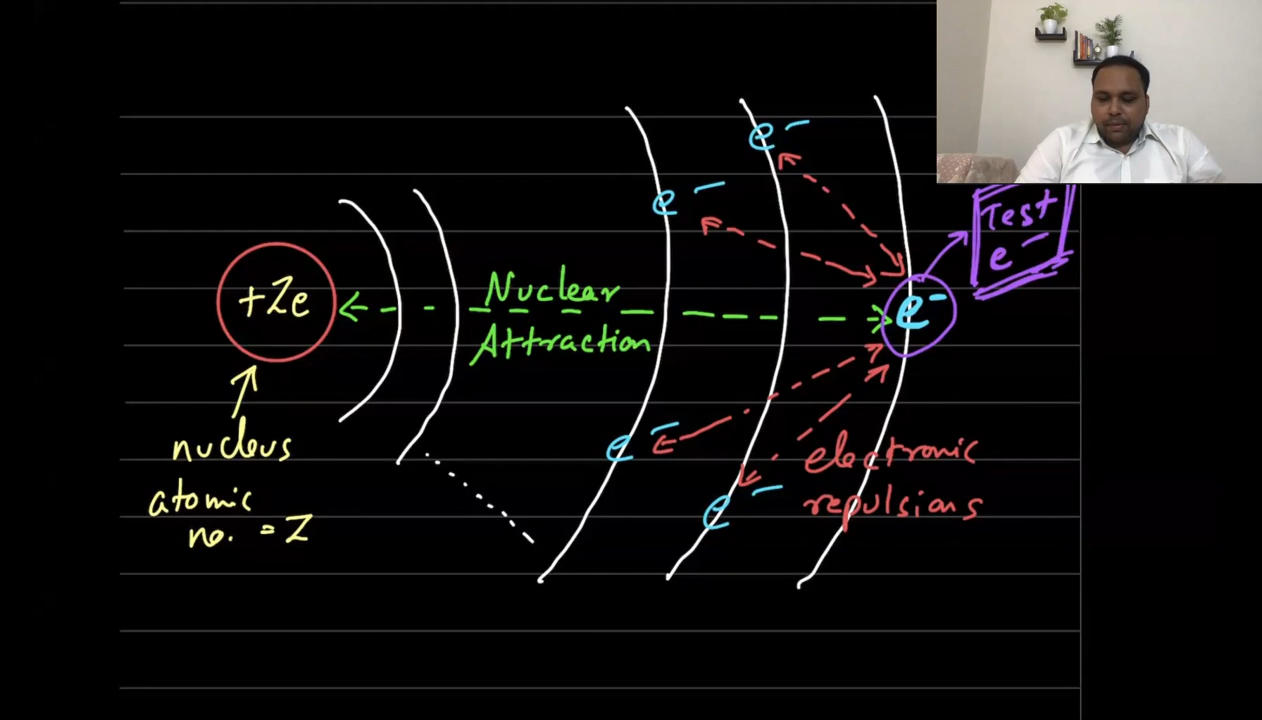 e⁻
e⁻
Test
e⁻
+Ze
Nuclear
Attraction
e⁻
nucleus
atomic
no. = Z
e⁻
e⁻
electronic
repulsions